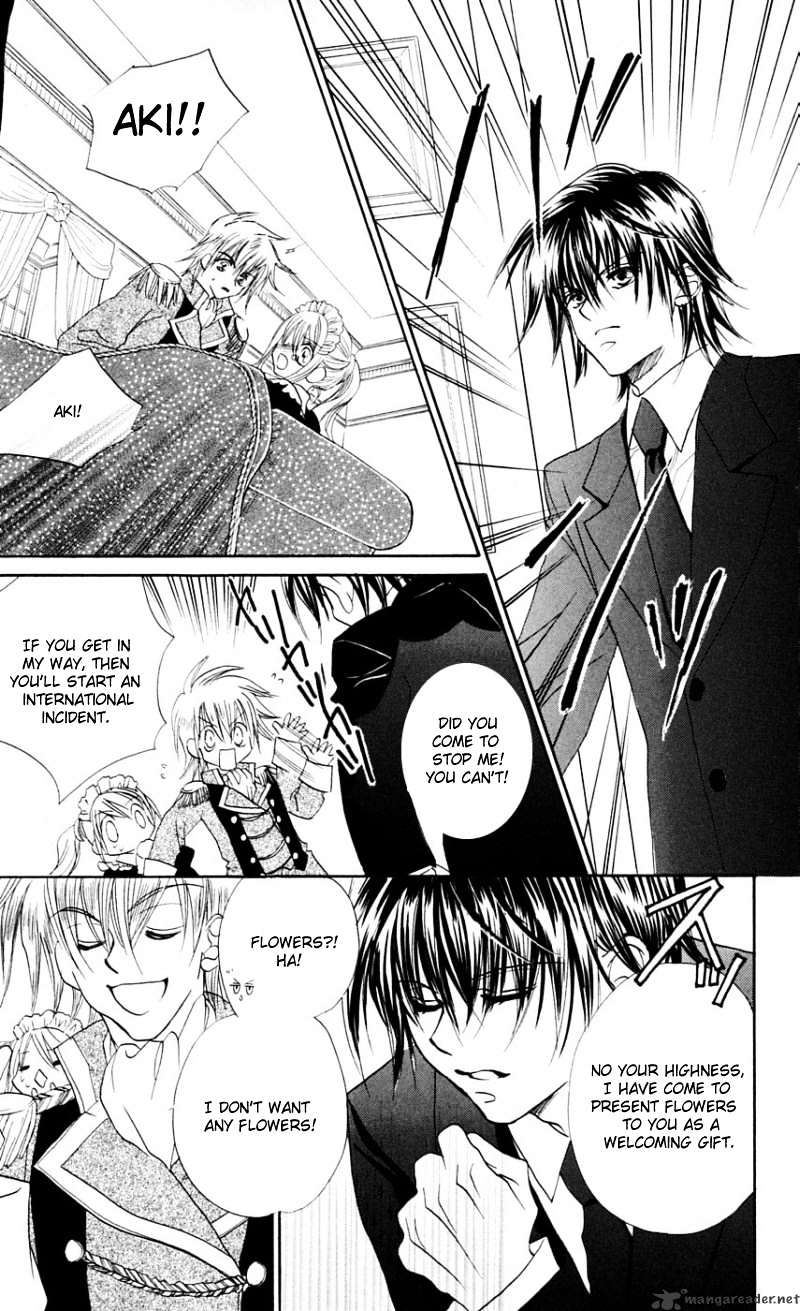 AKI!!
AKI!
DID YOU
COME TO
STOP ME!
YOU CAN'T!
IF YOU GET IN
MY WAY, THEN
YOU'LL START AN
INTERNATIONAL
INCIDENT.
NO YOUR HIGHNESS,
I HAVE COME TO
PRESENT FLOWERS
TO YOU AS A
WELCOMING GIFT.
FLOWERS?!
HA!
I DON'T WANT
ANY FLOWERS!
mangareader.net